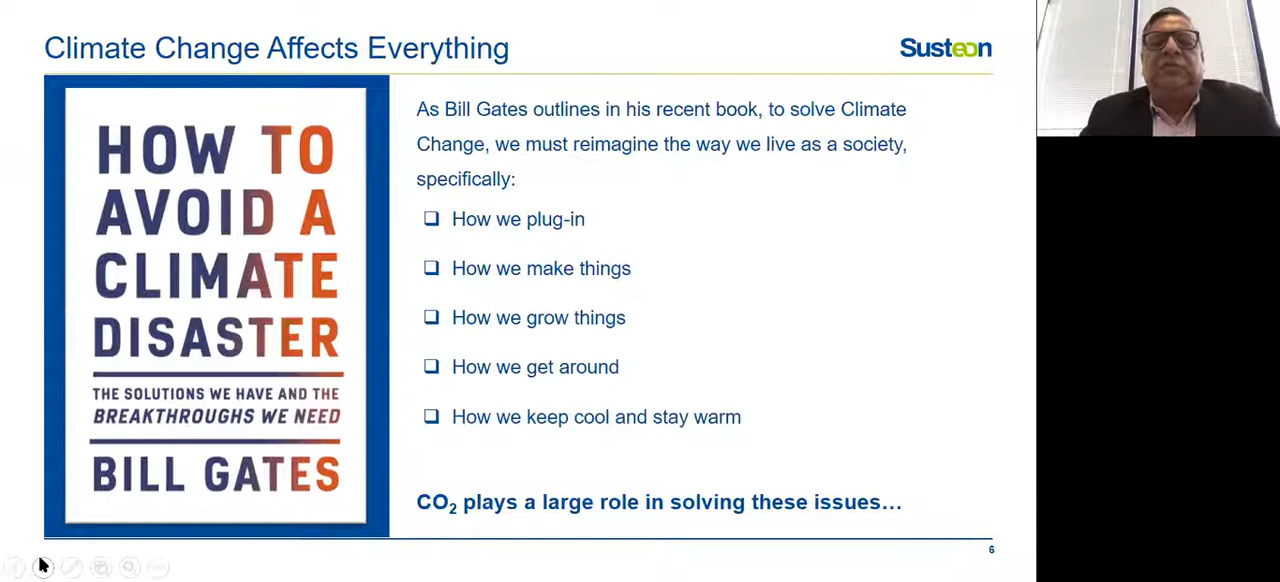 Climate Change Affects Everything
Susteon
HOW TO
AVOID A
CLIMATE
DISASTER
THE SOLUTIONS WE HAVE AND THE
BREAKTHROUGHS WE NEED
BILL GATES
As Bill Gates outlines in his recent book, to solve Climate
Change, we must reimagine the way we live as a society,
specifically:
How we plug-in
How we make things
How we grow things
How we get around
How we keep cool and stay warm
CO₂ plays a large role in solving these issues…
6